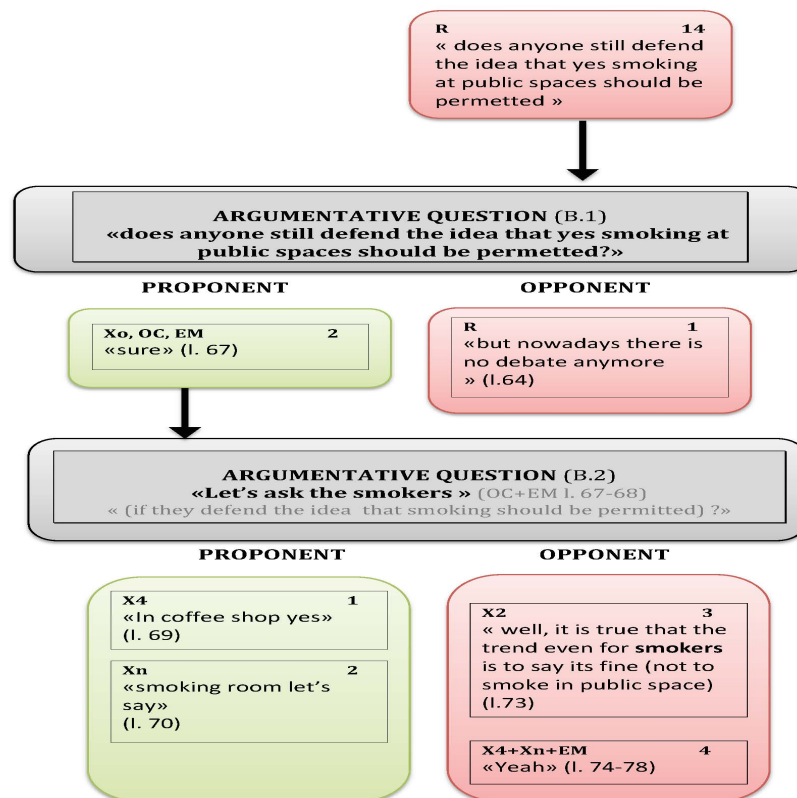 R 14
« does anyone still defend
the idea that yes smoking
at public spaces should be
permetted »
ARGUMENTATIVE QUESTION (B.1)
«does anyone still defend the idea that yes smoking at
public spaces should be permetted?»
PROPONENT OPPONENT
Xo, OC, EM 2
«sure» (l. 67)
R 1
«but nowadays there is
no debate anymore
» (l.64)
ARGUMENTATIVE QUESTION (B.2)
«Let's ask the smokers » (OC+EM l. 67-68)
« (if they defend the idea that smoking should be permitted) ?»
PROPONENT OPPONENT
X4 1
«In coffee shop yes»
(l. 69)
Xn 2
«smoking room let's
say»
(l. 70)
X2 3
« well, it is true that the
trend even for smokers
is to say its fine (not to
smoke in public space)
(l.73)
X4+Xn+EM 4
«Yeah» (l. 74-78)